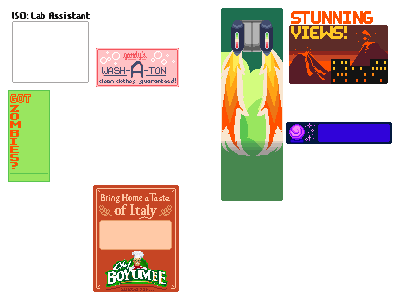 ISO: Lab Assistant
gordy's
WASH-A-TON
clean clothes guaranteed!
GOT
ZOMBIES?
STUNNING
VIEWS!
Bring Home a Taste
of Italy
Chef
BOYUMEE